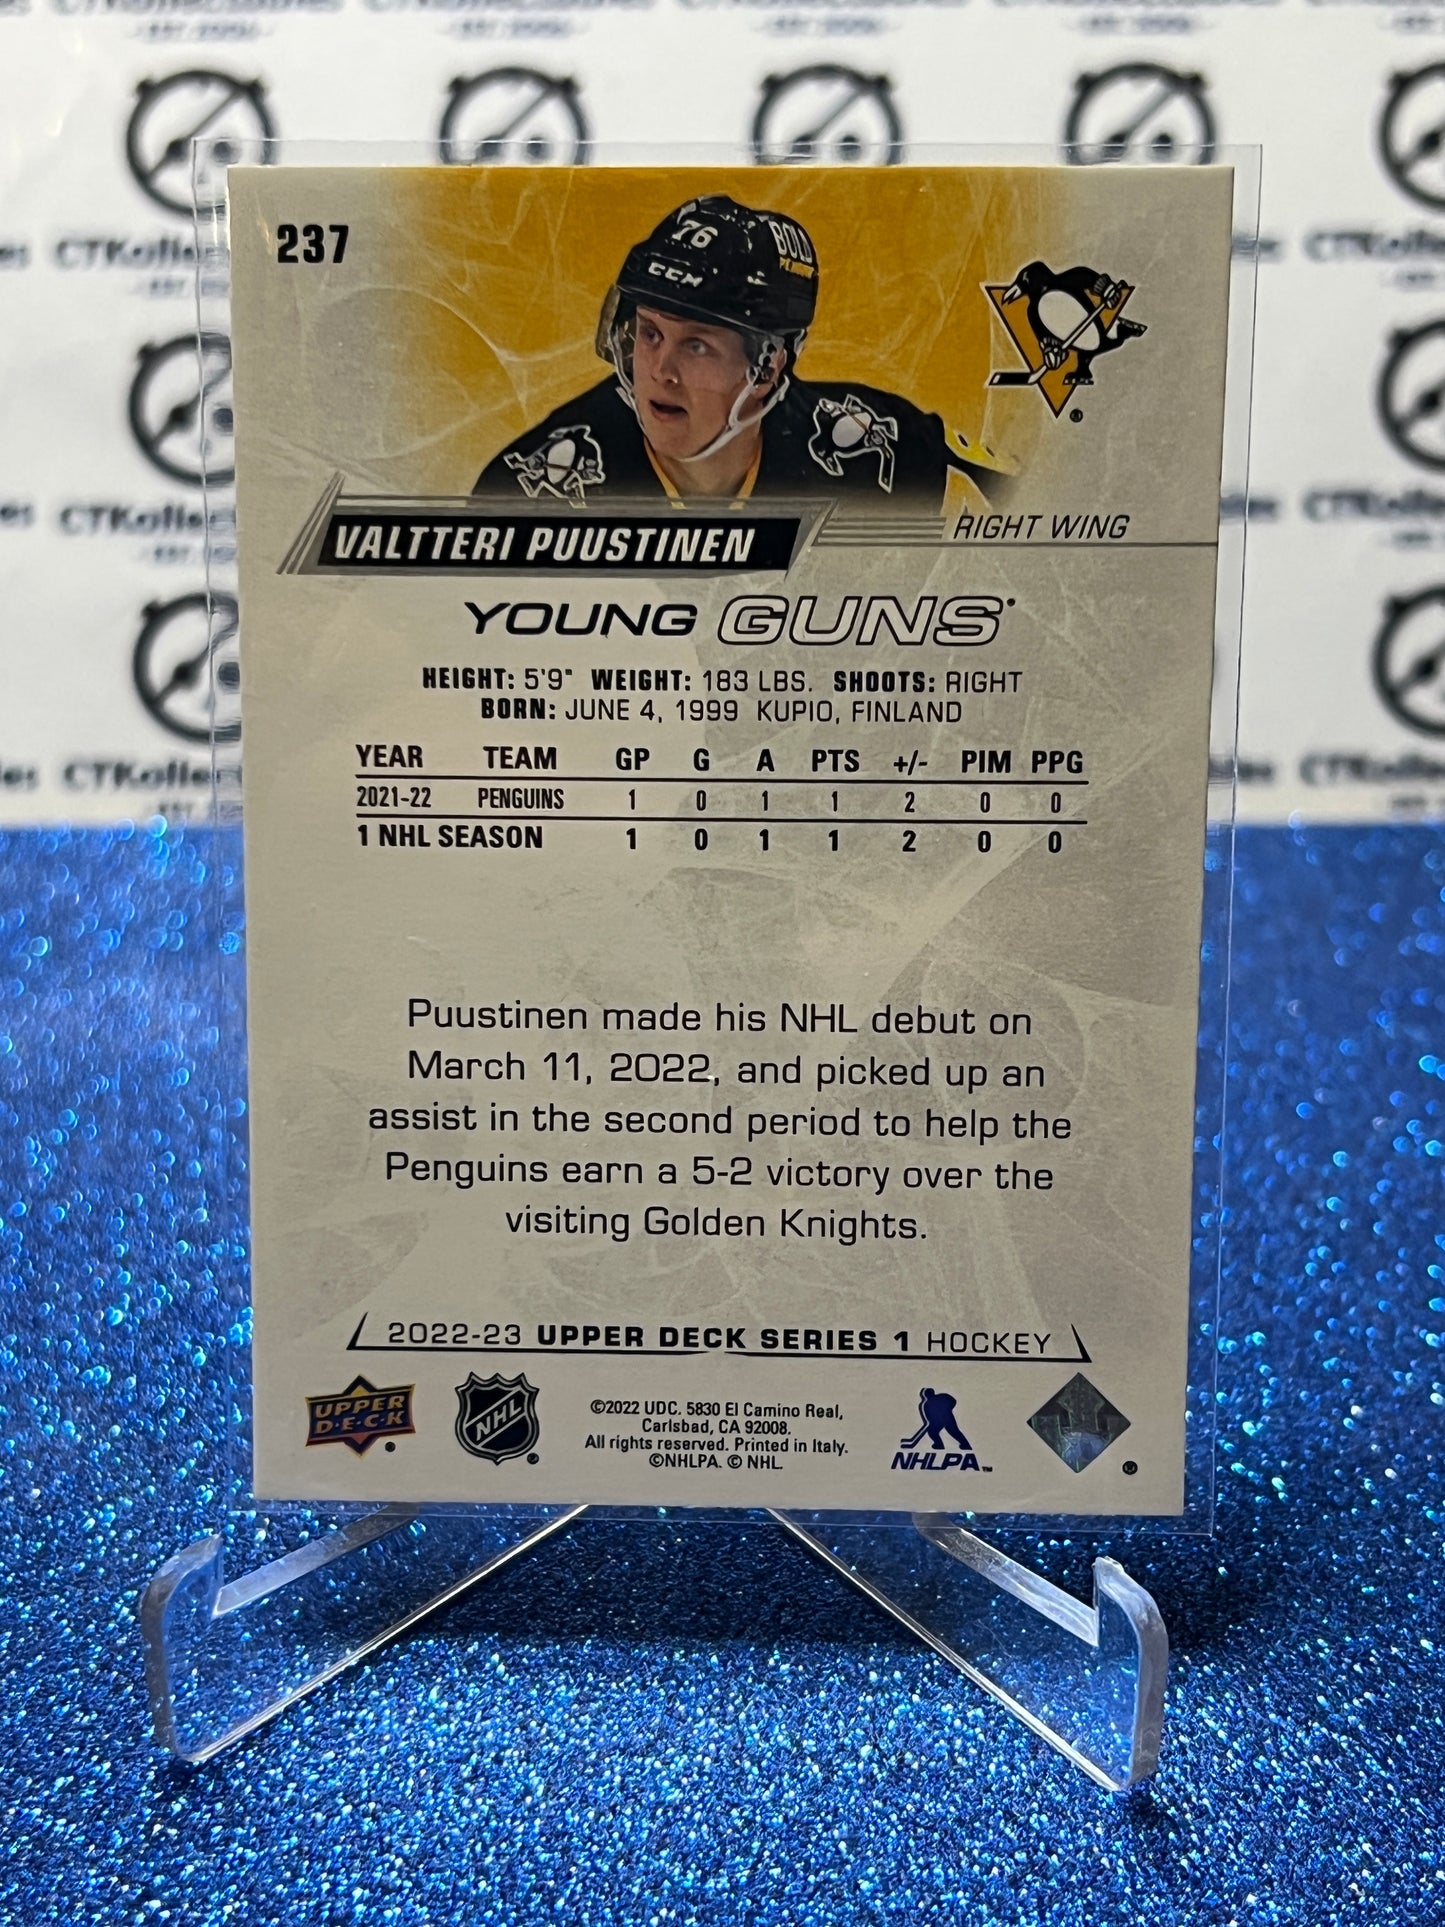 237
76
CCM
BOLD
VALTTERI PUUSTINEN
RIGHT WING
YOUNG GUNS
HEIGHT: 5'9" WEIGHT: 183 LBS. SHOOTS: RIGHT
BORN: JUNE 4, 1999 KUPIO, FINLAND
YEAR TEAM GP G A PTS +/- PIM PPG
2021-22 PENGUINS 1 0 1 1 2 0 0
1 NHL SEASON 1 0 1 1 2 0 0
Puustinen made his NHL debut on
March 11, 2022, and picked up an
assist in the second period to help the
Penguins earn a 5-2 victory over the
visiting Golden Knights.
2022-23 UPPER DECK SERIES 1 HOCKEY
UPPER
D·E·C·K
NHL
©2022 UDC. 5830 El Camino Real,
Carlsbad, CA 92008.
All rights reserved. Printed in Italy.
©NHLPA. © NHL.
NHLPA™